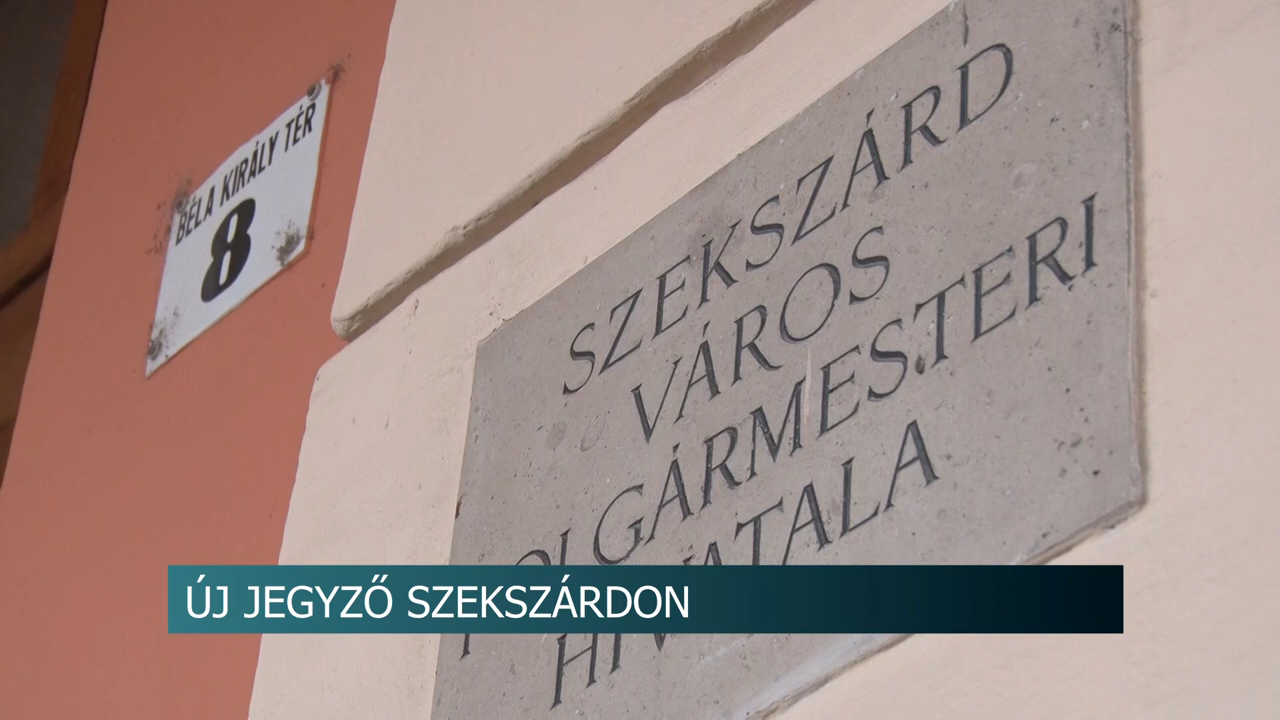 BÉLA KIRÁLY TÉR
8
SZEKSZÁRD
VÁROS
POLGÁRMESTERI
HIVATALA
ÚJ JEGYZŐ SZEKSZÁRDON